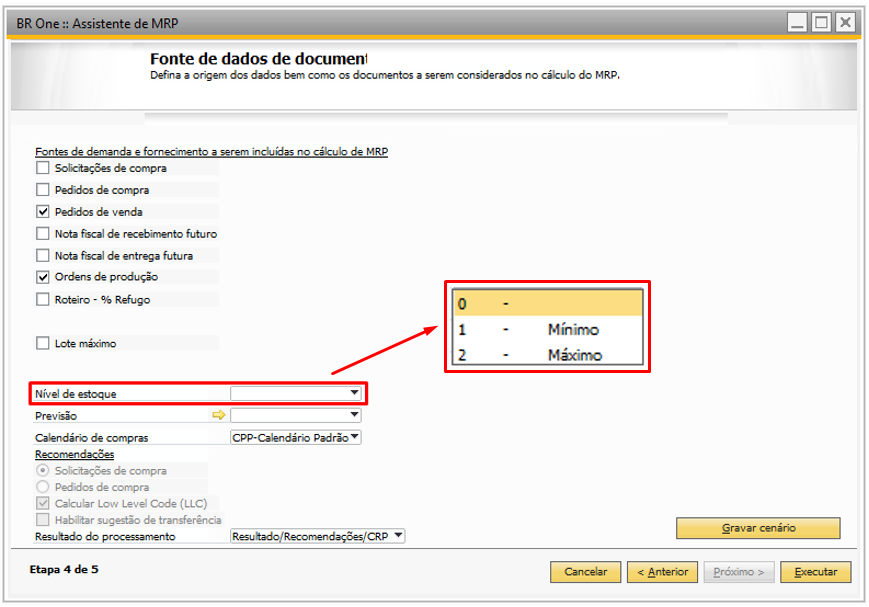 BR One :: Assistente de MRP
Fonte de dados de document
Defina a origem dos dados bem como os documentos a serem considerados no cálculo do MRP.
Fontes de demanda e fornecimento a serem incluídas no cálculo de MRP
Solicitações de compra
Pedidos de compra
Pedidos de venda
Nota fiscal de recebimento futuro
Nota fiscal de entrega futura
Ordens de produção
Roteiro - % Refugo
Lote máximo
0 -
1 - Mínimo
2 - Máximo
Nível de estoque
Previsão
Calendário de compras CPP-Calendário Padrão
Recomendações
Solicitações de compra
Pedidos de compra
Calcular Low Level Code (LLC)
Habilitar sugestão de transferência
Resultado do processamento Resultado/Recomendações/CRP
Gravar cenário
Etapa 4 de 5
Cancelar < Anterior Próximo > Executar